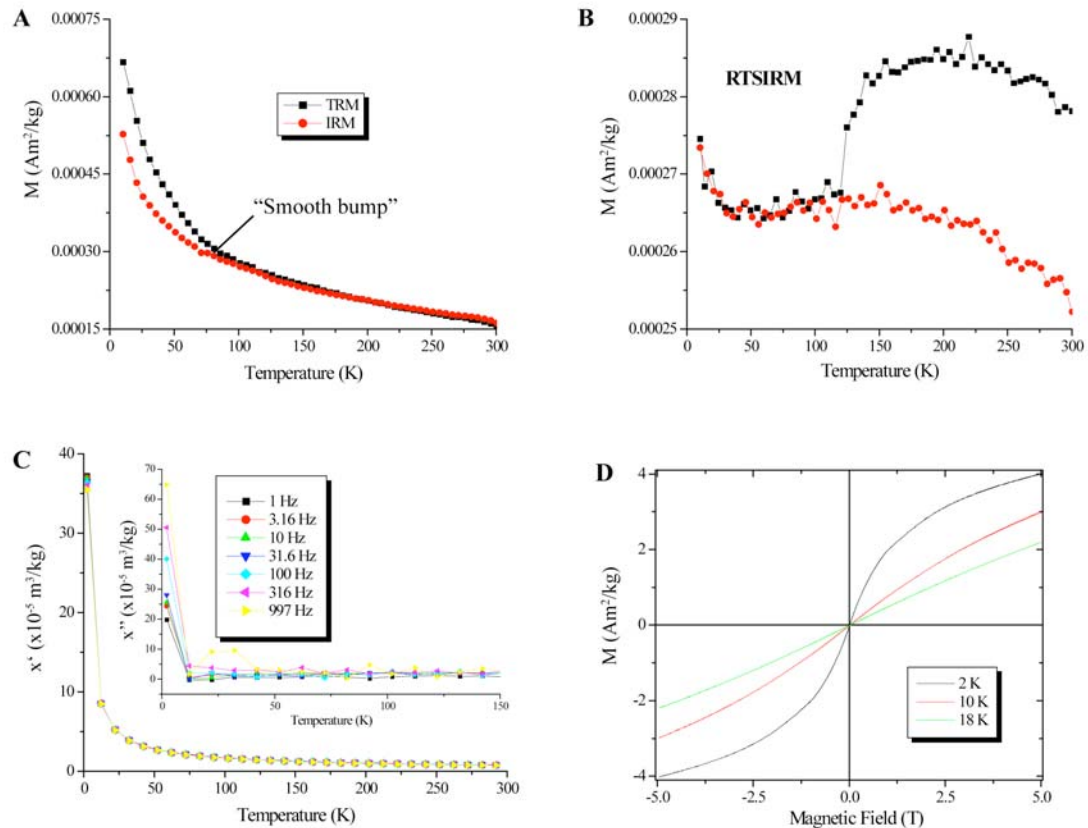 A
M (Am²/kg)
0.00075
0.00060
0.00045
0.00030
0.00015
TRM
IRM
“Smooth bump”
0 50 100 150 200 250 300
Temperature (K)
B
M (Am²/kg)
0.00029
0.00028
0.00027
0.00026
0.00025
RTSIRM
0 50 100 150 200 250 300
Temperature (K)
C
x‘ (x10⁻⁵ m³/kg)
40
30
20
10
0
x’’ (x10⁻⁵ m³/kg)
70
60
50
40
30
20
10
0
1 Hz
3.16 Hz
10 Hz
31.6 Hz
100 Hz
316 Hz
997 Hz
0 50 100 150
Temperature (K)
0 50 100 150 200 250 300
Temperature (K)
D
M (Am²/kg)
4
2
0
-2
-4
2 K
10 K
18 K
-5.0 -2.5 0.0 2.5 5.0
Magnetic Field (T)